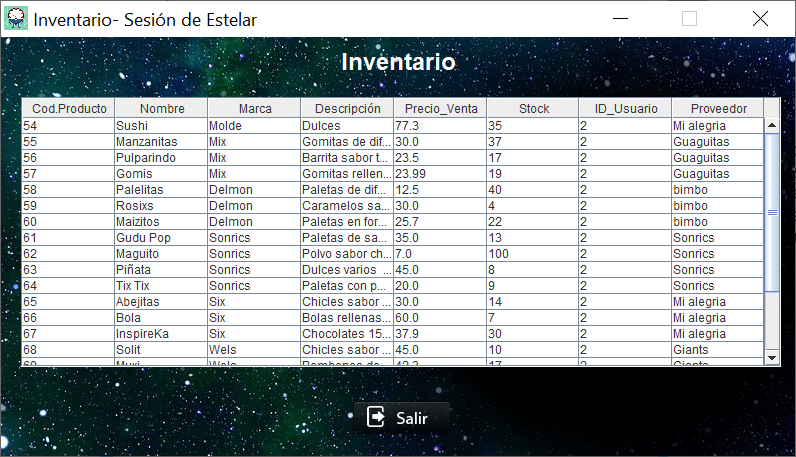 Inventario- Sesión de Estelar
Inventario
Cod.Producto Nombre Marca Descripción Precio_Venta Stock ID_Usuario Proveedor
54 Sushi Molde Dulces 77.3 35 2 Mi alegria
55 Manzanitas Mix Gomitas de dif... 30.0 37 2 Guaguitas
56 Pulparindo Mix Barrita sabor t... 23.5 17 2 Guaguitas
57 Gomis Mix Gomitas rellen... 23.99 19 2 Guaguitas
58 Palelitas Delmon Paletas de dif... 12.5 40 2 bimbo
59 Rosixs Delmon Caramelos sa... 30.0 4 2 bimbo
60 Maizitos Delmon Paletas en for... 25.7 22 2 bimbo
61 Gudu Pop Sonrics Paletas de sa... 35.0 13 2 Sonrics
62 Maguito Sonrics Polvo sabor ch... 7.0 100 2 Sonrics
63 Piñata Sonrics Dulces varios ... 45.0 8 2 Sonrics
64 Tix Tix Sonrics Paletas con p... 20.0 9 2 Sonrics
65 Abejitas Six Chicles sabor ... 30.0 14 2 Mi alegria
66 Bola Six Bolas rellenas... 60.0 7 2 Mi alegria
67 InspireKa Six Chocolates 15... 37.9 30 2 Mi alegria
68 Solit Wels Chicles sabor ... 45.0 10 2 Giants
69 Muxi Wels 17 2 Giants
Salir